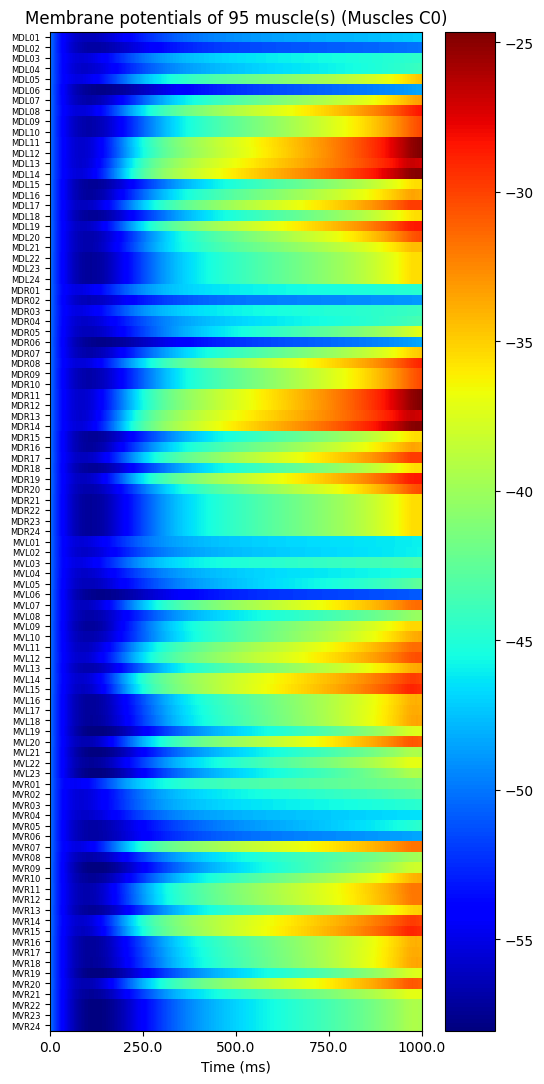 Membrane potentials of 95 muscle(s) (Muscles C0)
MDL01
MDL02
MDL03
MDL04
MDL05
MDL06
MDL07
MDL08
MDL09
MDL10
MDL11
MDL12
MDL13
MDL14
MDL15
MDL16
MDL17
MDL18
MDL19
MDL20
MDL21
MDL22
MDL23
MDL24
MDR01
MDR02
MDR03
MDR04
MDR05
MDR06
MDR07
MDR08
MDR09
MDR10
MDR11
MDR12
MDR13
MDR14
MDR15
MDR16
MDR17
MDR18
MDR19
MDR20
MDR21
MDR22
MDR23
MDR24
MVL01
MVL02
MVL03
MVL04
MVL05
MVL06
MVL07
MVL08
MVL09
MVL10
MVL11
MVL12
MVL13
MVL14
MVL15
MVL16
MVL17
MVL18
MVL19
MVL20
MVL21
MVL22
MVL23
MVR01
MVR02
MVR03
MVR04
MVR05
MVR06
MVR07
MVR08
MVR09
MVR10
MVR11
MVR12
MVR13
MVR14
MVR15
MVR16
MVR17
MVR18
MVR19
MVR20
MVR21
MVR22
MVR23
MVR24
0.0 250.0 500.0 750.0 1000.0
Time (ms)
−25
−30
−35
−40
−45
−50
−55